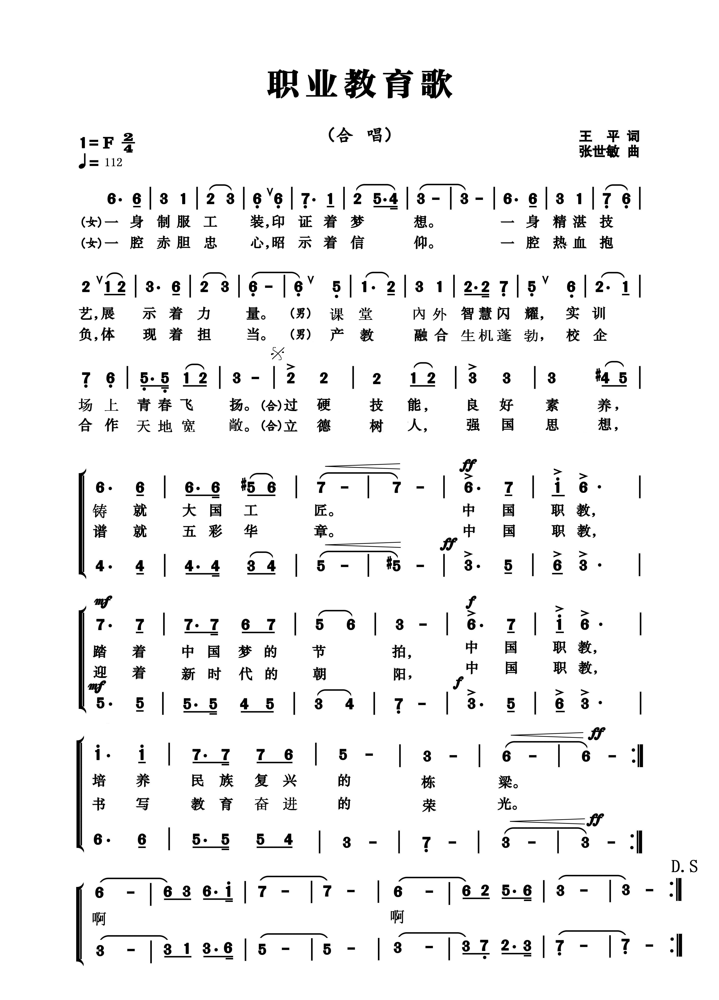 职业教育歌
（合 唱）
1=F 2/4
王 平 词
张世敏 曲
♩= 112
6· 6 | 3 1 | 2 3 | 6̣ ∨ 6̣ | 7̣· 1 | 2 5·4 | 3 - | 3 - | 6· 6 | 3 1 | 7̣ 6̣ |
（女）一 身 制 服 工 装，印 证 着 梦 想。 一 身 精 湛 技
（女）一 腔 赤 胆 忠 心，昭 示 着 信 仰。 一 腔 热 血 抱
2 ∨ 1 2 | 3· 6 | 2 3 | 6̣ - | 6̣ ∨ 5̣ | 1· 2 | 3 1 | 2·2 7̣ | 5̣ ∨ 6̣ | 2· 1 |
艺，展 示 着 力 量。 （男） 课 堂 内 外 智 慧 闪 耀， 实 训
负，体 现 着 担 当。 （男） 产 教 融 合 生 机 蓬 勃， 校 企
7̣ 6̣ | 5̣· 5̣ 1 2 | 3 - | 2 2 | 2 1 2 | 3 3 | 3 #4 5 |
场 上 青 春 飞 扬。（合）过 硬 技 能， 良 好 素 养，
合 作 天 地 宽 敞。（合）立 德 树 人， 强 国 思 想，
ff
6· 6 | 6· 6 #5 6 | 7 - | 7 - | 6· 7 | 1̇ 6 · |
铸 就 大 国 工 匠。 中 国 职 教，
谱 就 五 彩 华 章。 中 国 职 教，
ff
4· 4 | 4· 4 3 4 | 5 - | #5 - | 3· 5 | 6 3 · |
mf f
7· 7 | 7· 7 6 7 | 5 6 | 3 - | 6· 7 | 1̇ 6 · |
踏 着 中 国 梦 的 节 拍， 中 国 职 教，
迎 着 新 时 代 的 朝 阳， 中 国 职 教，
mf f
5· 5 | 5· 5 4 5 | 3 4 | 7̣ - | 3· 5 | 6 3 · |
ff
1̇· 1̇ | 7· 7 7 6 | 5 - | 3 - | 6 - | 6 - :‖
培 养 民 族 复 兴 的 栋 梁。
书 写 教 育 奋 进 的 荣 光。
ff
6· 6 | 5· 5 5 4 | 3 - | 7̣ - | 3 - | 3 - :‖
D.S
6 - | 6 3 6· 1̇ | 7 - | 7 - | 6 - | 6 2 5· 6 | 3 - | 3 - :‖
啊 啊
3 - | 3 1 3· 6 | 5 - | 5 - | 3 - | 3 7̣ 2· 3 | 7̣ - | 7̣ - :‖